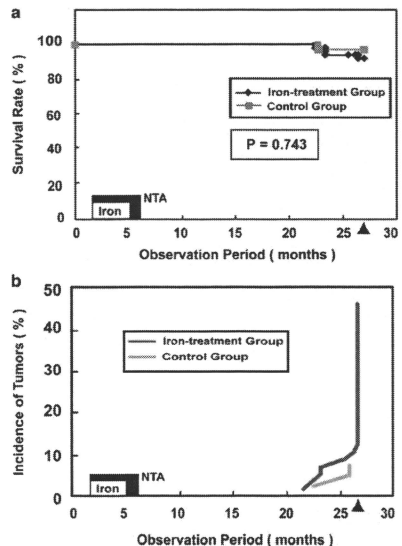 a
Survival Rate ( % )
100
80
60
40
20
0
Iron-treatment Group
Control Group
P = 0.743
NTA
Iron
0 5 10 15 20 25 30
Observation Period ( months )
b
Incidence of Tumors ( % )
50
40
30
20
10
0
Iron-treatment Group
Control Group
NTA
Iron
0 5 10 15 20 25 30
Observation Period ( months )